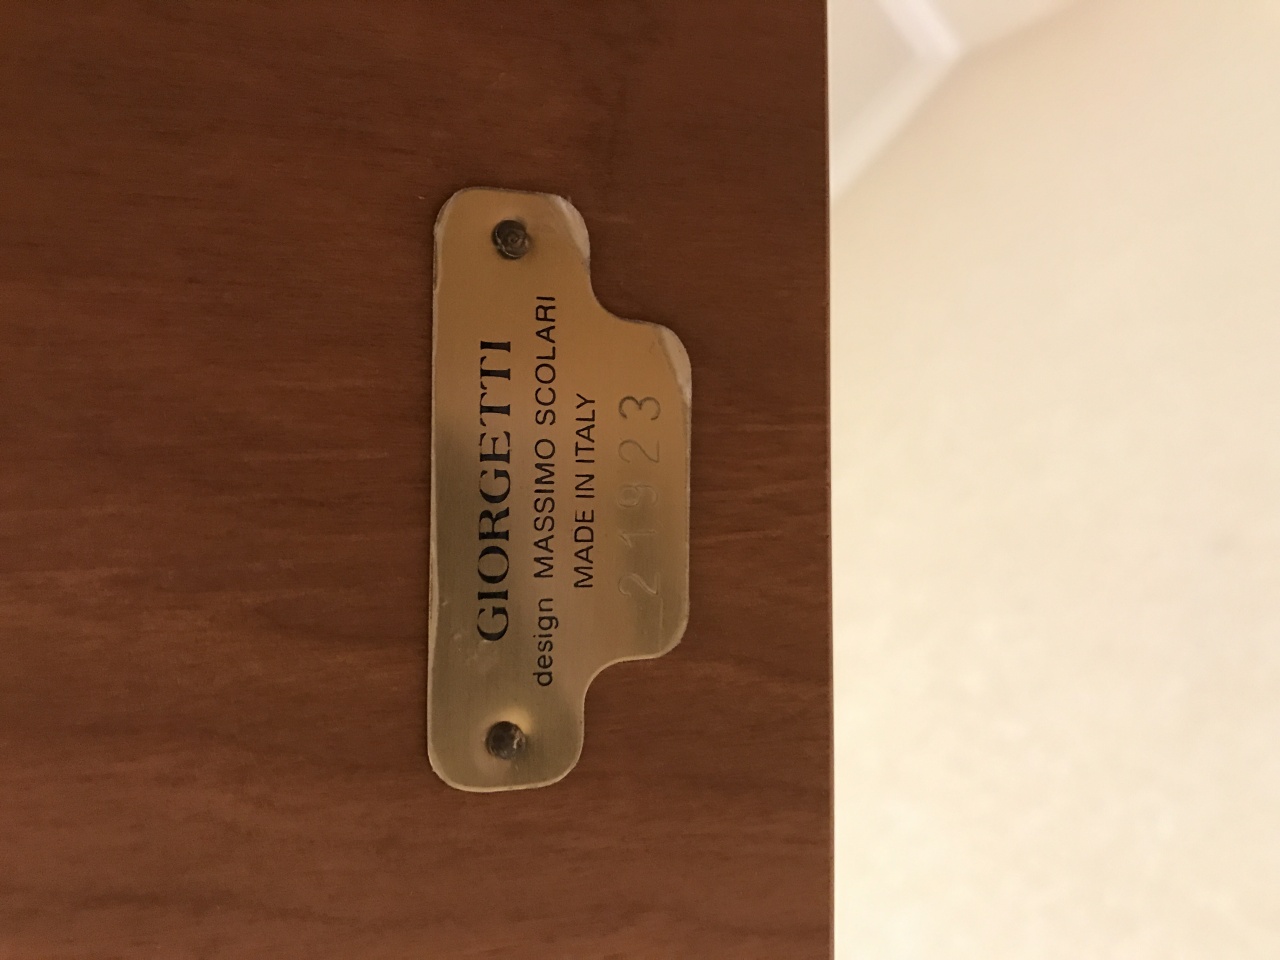 GIORGETTI
design MASSIMO SCOLARI
MADE IN ITALY
21923